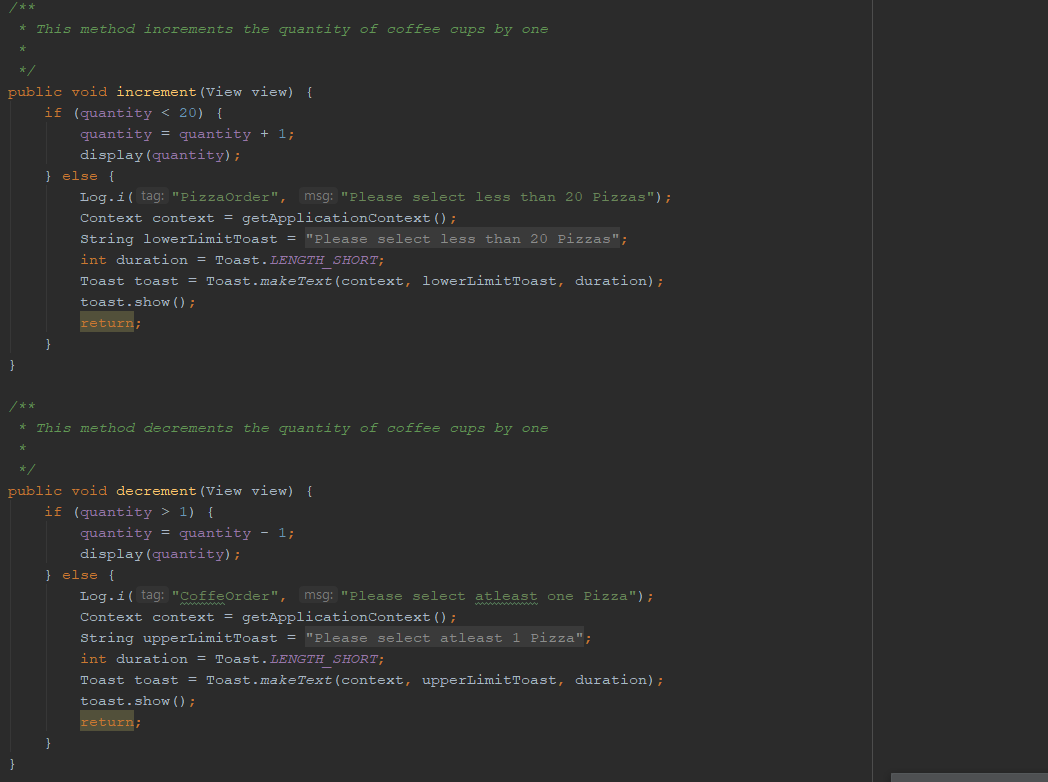 /**
 * This method increments the quantity of coffee cups by one
 *
 */
public void increment(View view) {
    if (quantity < 20) {
        quantity = quantity + 1;
        display(quantity);
    } else {
        Log.i( tag: "PizzaOrder",  msg: "Please select less than 20 Pizzas");
        Context context = getApplicationContext();
        String lowerLimitToast = "Please select less than 20 Pizzas";
        int duration = Toast.LENGTH_SHORT;
        Toast toast = Toast.makeText(context, lowerLimitToast, duration);
        toast.show();
        return;
    }
}
/**
 * This method decrements the quantity of coffee cups by one
 *
 */
public void decrement(View view) {
    if (quantity > 1) {
        quantity = quantity - 1;
        display(quantity);
    } else {
        Log.i( tag: "CoffeOrder",  msg: "Please select atleast one Pizza");
        Context context = getApplicationContext();
        String upperLimitToast = "Please select atleast 1 Pizza";
        int duration = Toast.LENGTH_SHORT;
        Toast toast = Toast.makeText(context, upperLimitToast, duration);
        toast.show();
        return;
    }
}